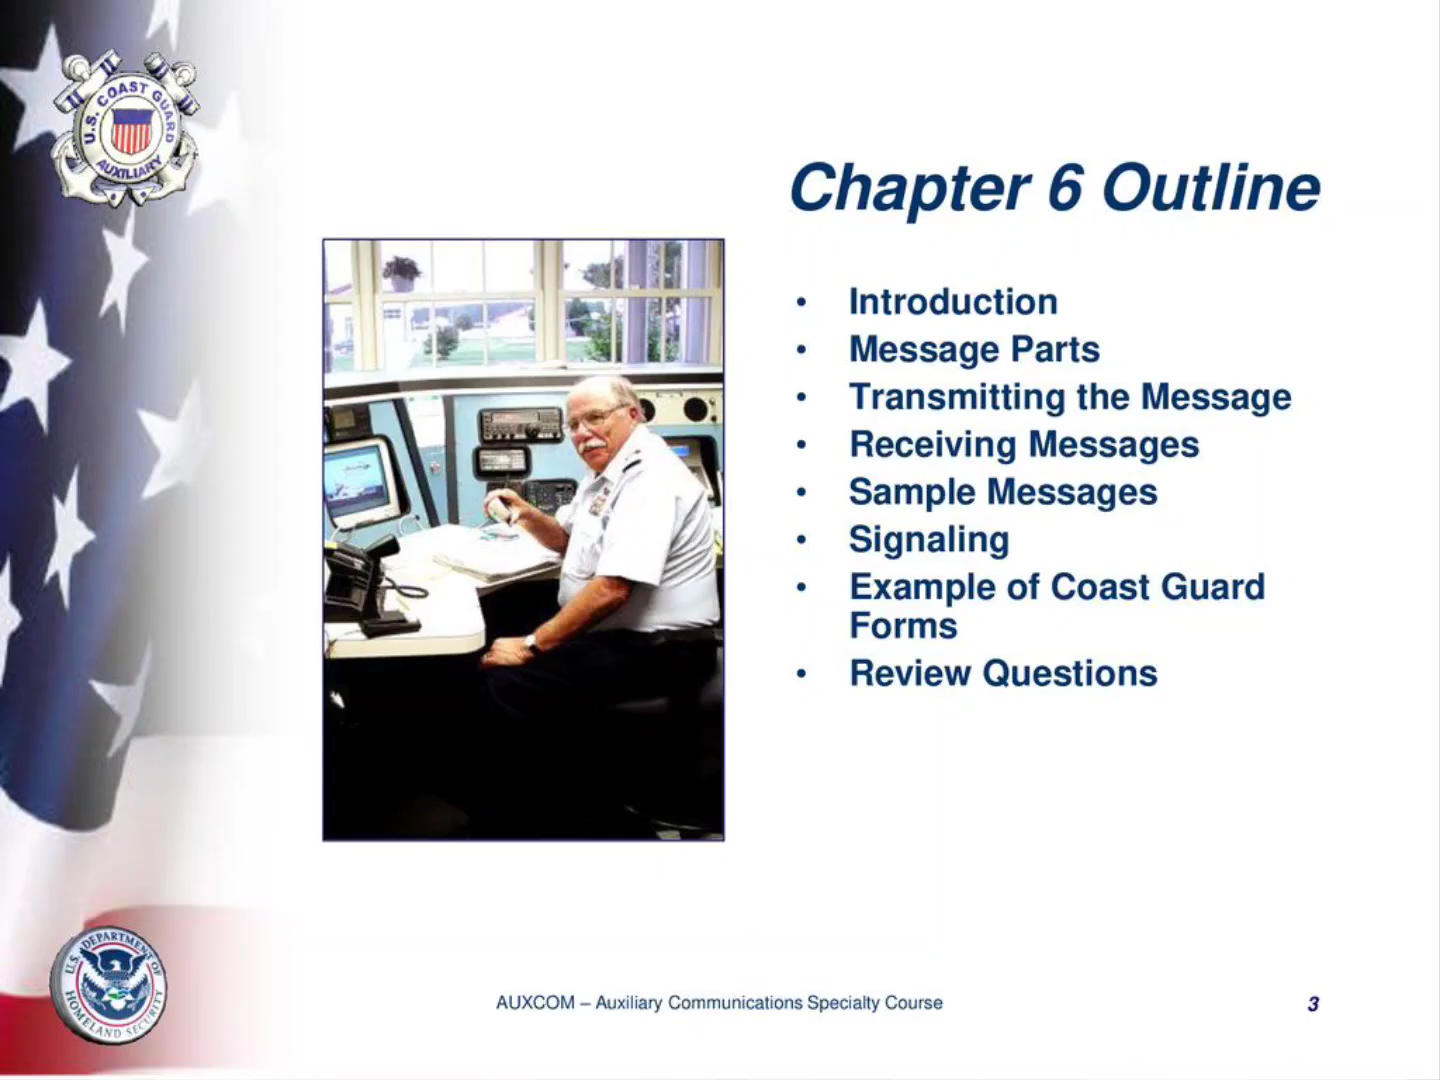 U.S. COAST GUARD
AUXILIARY
Chapter 6 Outline
• Introduction
• Message Parts
• Transmitting the Message
• Receiving Messages
• Sample Messages
• Signaling
• Example of Coast Guard
Forms
• Review Questions
U.S. DEPARTMENT OF
HOMELAND SECURITY
AUXCOM – Auxiliary Communications Specialty Course
3